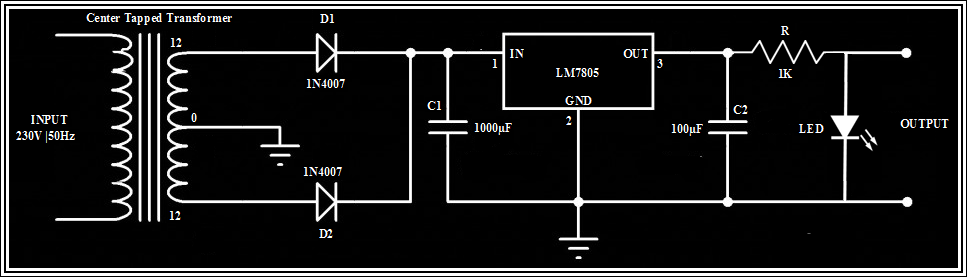 Center Tapped Transformer
D1
R
12
IN
OUT
1
3
LM7805
1N4007
1K
C1
GND
C2
0
2
INPUT
230V |50Hz
1000µF
100µF
LED
OUTPUT
1N4007
12
D2